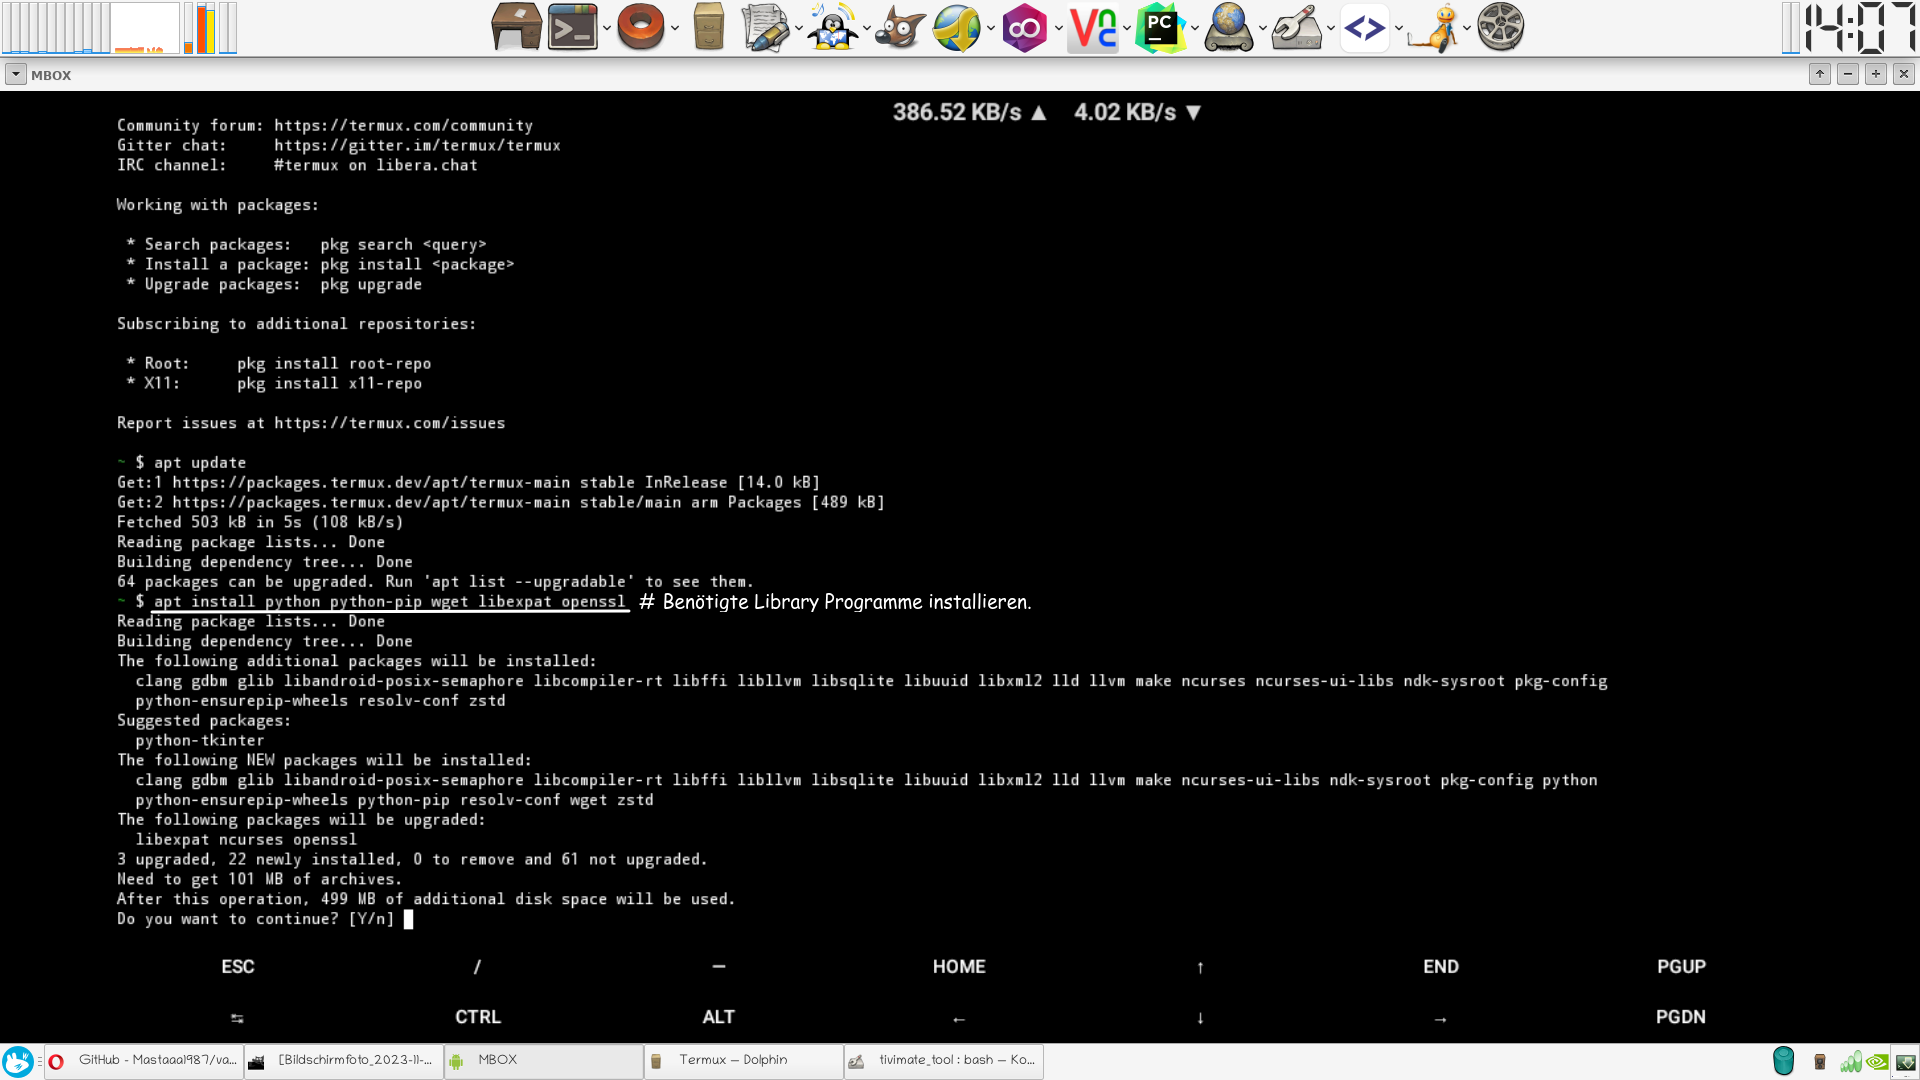 14:07
MBOX
386.52 KB/s ▲ 4.02 KB/s ▼
Community forum: https://termux.com/community
Gitter chat: https://gitter.im/termux/termux
IRC channel: #termux on libera.chat
Working with packages:
* Search packages: pkg search <query>
* Install a package: pkg install <package>
* Upgrade packages: pkg upgrade
Subscribing to additional repositories:
* Root: pkg install root-repo
* X11: pkg install x11-repo
Report issues at https://termux.com/issues
~ $ apt update
Get:1 https://packages.termux.dev/apt/termux-main stable InRelease [14.0 kB]
Get:2 https://packages.termux.dev/apt/termux-main stable/main arm Packages [489 kB]
Fetched 503 kB in 5s (108 kB/s)
Reading package lists... Done
Building dependency tree... Done
64 packages can be upgraded. Run 'apt list --upgradable' to see them.
~ $ apt install python python-pip wget libexpat openssl # Benötigte Library Programme installieren.
Reading package lists... Done
Building dependency tree... Done
The following additional packages will be installed:
clang gdbm glib libandroid-posix-semaphore libcompiler-rt libffi libllvm libsqlite libuuid libxml2 lld llvm make ncurses ncurses-ui-libs ndk-sysroot pkg-config
python-ensurepip-wheels resolv-conf zstd
Suggested packages:
python-tkinter
The following NEW packages will be installed:
clang gdbm glib libandroid-posix-semaphore libcompiler-rt libffi libllvm libsqlite libuuid libxml2 lld llvm make ncurses-ui-libs ndk-sysroot pkg-config python
python-ensurepip-wheels python-pip resolv-conf wget zstd
The following packages will be upgraded:
libexpat ncurses openssl
3 upgraded, 22 newly installed, 0 to remove and 61 not upgraded.
Need to get 101 MB of archives.
After this operation, 499 MB of additional disk space will be used.
Do you want to continue? [Y/n]
ESC / — HOME ↑ END PGUP
↹ CTRL ALT ← ↓ → PGDN
GitHub - Mastaaa1987/va... [Bildschirmfoto_2023-11-... MBOX Termux – Dolphin tivimate_tool : bash – Ko...